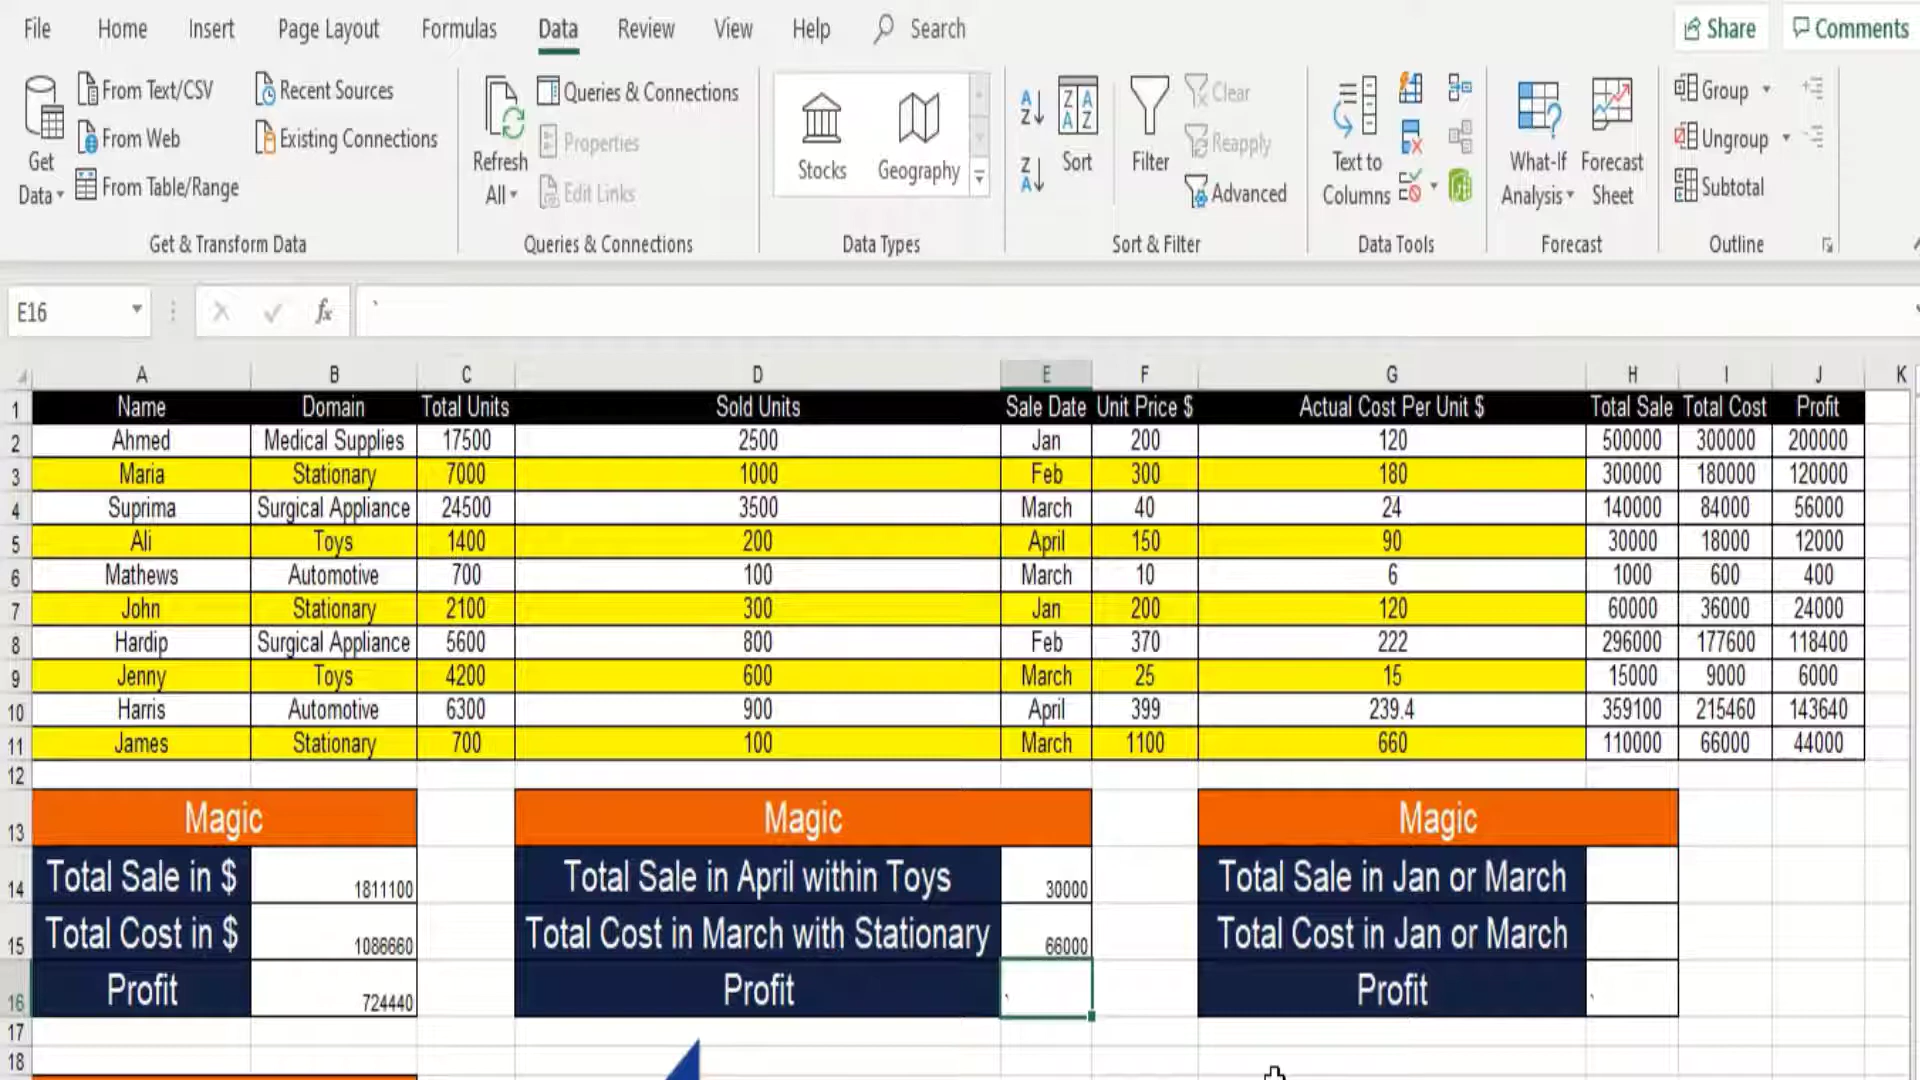 File Home Insert Page Layout Formulas Data Review View Help Search Share Comments
Get Data From Text/CSV From Web From Table/Range Recent Sources Existing Connections
Refresh All Queries & Connections Properties Edit Links
Stocks Geography
Sort Filter Clear Reapply Advanced
Text to Columns
What-If Analysis Forecast Sheet
Group Ungroup Subtotal
Get & Transform Data Queries & Connections Data Types Sort & Filter Data Tools Forecast Outline
E16 fx `
A B C D E F G H I J K
1 Name Domain Total Units Sold Units Sale Date Unit Price $ Actual Cost Per Unit $ Total Sale Total Cost Profit
2 Ahmed Medical Supplies 17500 2500 Jan 200 120 500000 300000 200000
3 Maria Stationary 7000 1000 Feb 300 180 300000 180000 120000
4 Suprima Surgical Appliance 24500 3500 March 40 24 140000 84000 56000
5 Ali Toys 1400 200 April 150 90 30000 18000 12000
6 Mathews Automotive 700 100 March 10 6 1000 600 400
7 John Stationary 2100 300 Jan 200 120 60000 36000 24000
8 Hardip Surgical Appliance 5600 800 Feb 370 222 296000 177600 118400
9 Jenny Toys 4200 600 March 25 15 15000 9000 6000
10 Harris Automotive 6300 900 April 399 239.4 359100 215460 143640
11 James Stationary 700 100 March 1100 660 110000 66000 44000
12
13 Magic Magic Magic
14 Total Sale in $ 1811100 Total Sale in April within Toys 30000 Total Sale in Jan or March
15 Total Cost in $ 1086660 Total Cost in March with Stationary 66000 Total Cost in Jan or March
16 Profit 724440 Profit ` Profit `
17
18